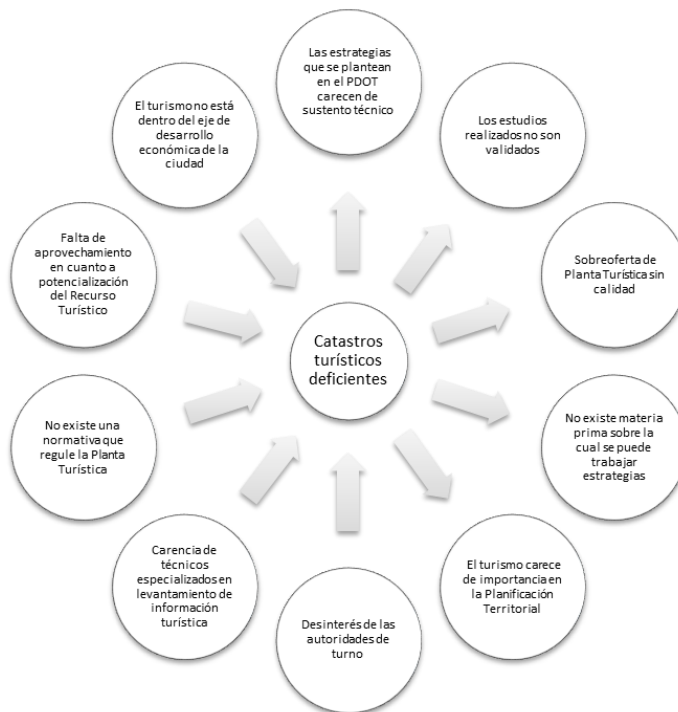 Las estrategias
que se plantean
en el PDOT
carecen de
sustento técnico
Los estudios
realizados no son
validados
Sobreoferta de
Planta Turística sin
calidad
No existe materia
prima sobre la
cual se puede
trabajar
estrategias
El turismo carece
de importancia en
la Planificación
Territorial
Desinterés de las
autoridades de
turno
Carencia de
técnicos
especializados en
levantamiento de
información
turística
No existe una
normativa que
regule la Planta
Turística
Falta de
aprovechamiento
en cuanto a
potencialización
del Recurso
Turístico
El turismo no está
dentro del eje de
desarrollo
económica de la
ciudad
Catastros
turísticos
deficientes